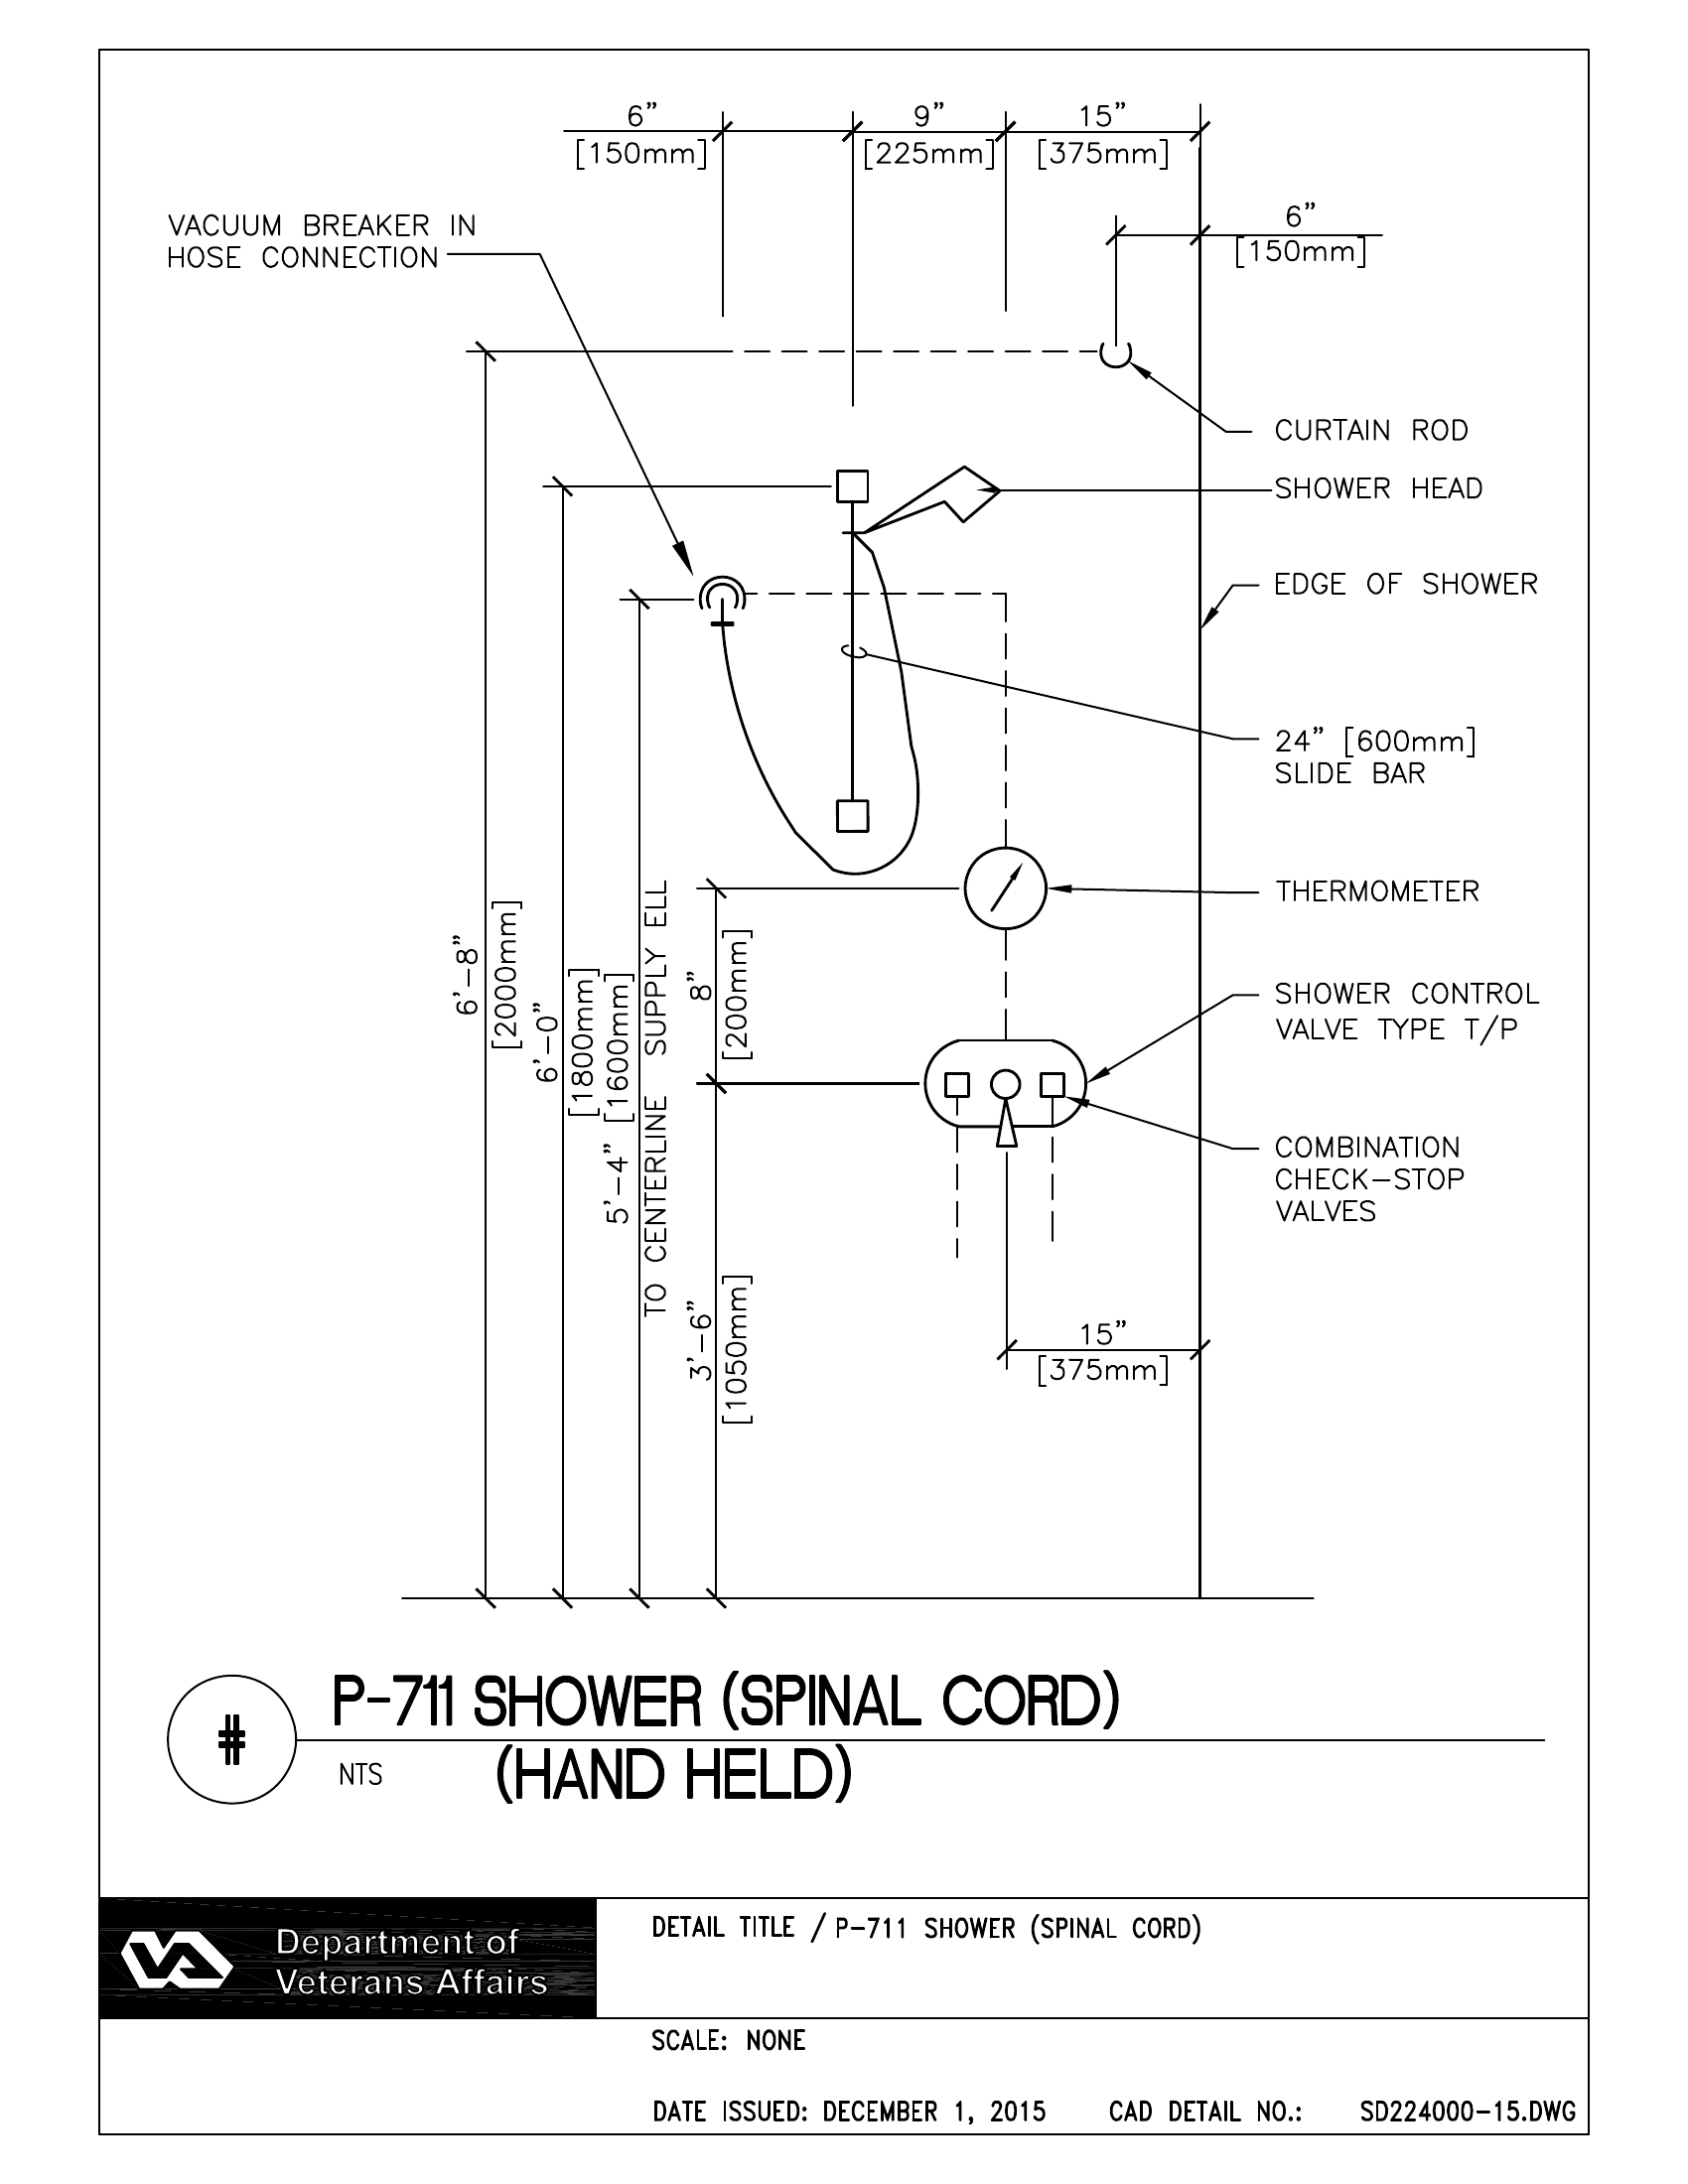 6” 9” 15”
[150mm] [225mm] [375mm]
6”
[150mm]
VACUUM BREAKER IN
HOSE CONNECTION
CURTAIN ROD
SHOWER HEAD
EDGE OF SHOWER
24” [600mm]
SLIDE BAR
THERMOMETER
SHOWER CONTROL
VALVE TYPE T/P
COMBINATION
CHECK-STOP
VALVES
6’-8”
[2000mm]
6’-0”
[1800mm]
5’-4” [1600mm]
TO CENTERLINE SUPPLY ELL
8”
[200mm]
3’-6”
[1050mm]
15”
[375mm]
# P-711 SHOWER (SPINAL CORD)
NTS (HAND HELD)
Department of
Veterans Affairs
DETAIL TITLE / P-711 SHOWER (SPINAL CORD)
SCALE: NONE
DATE ISSUED: DECEMBER 1, 2015 CAD DETAIL NO.: SD224000-15.DWG